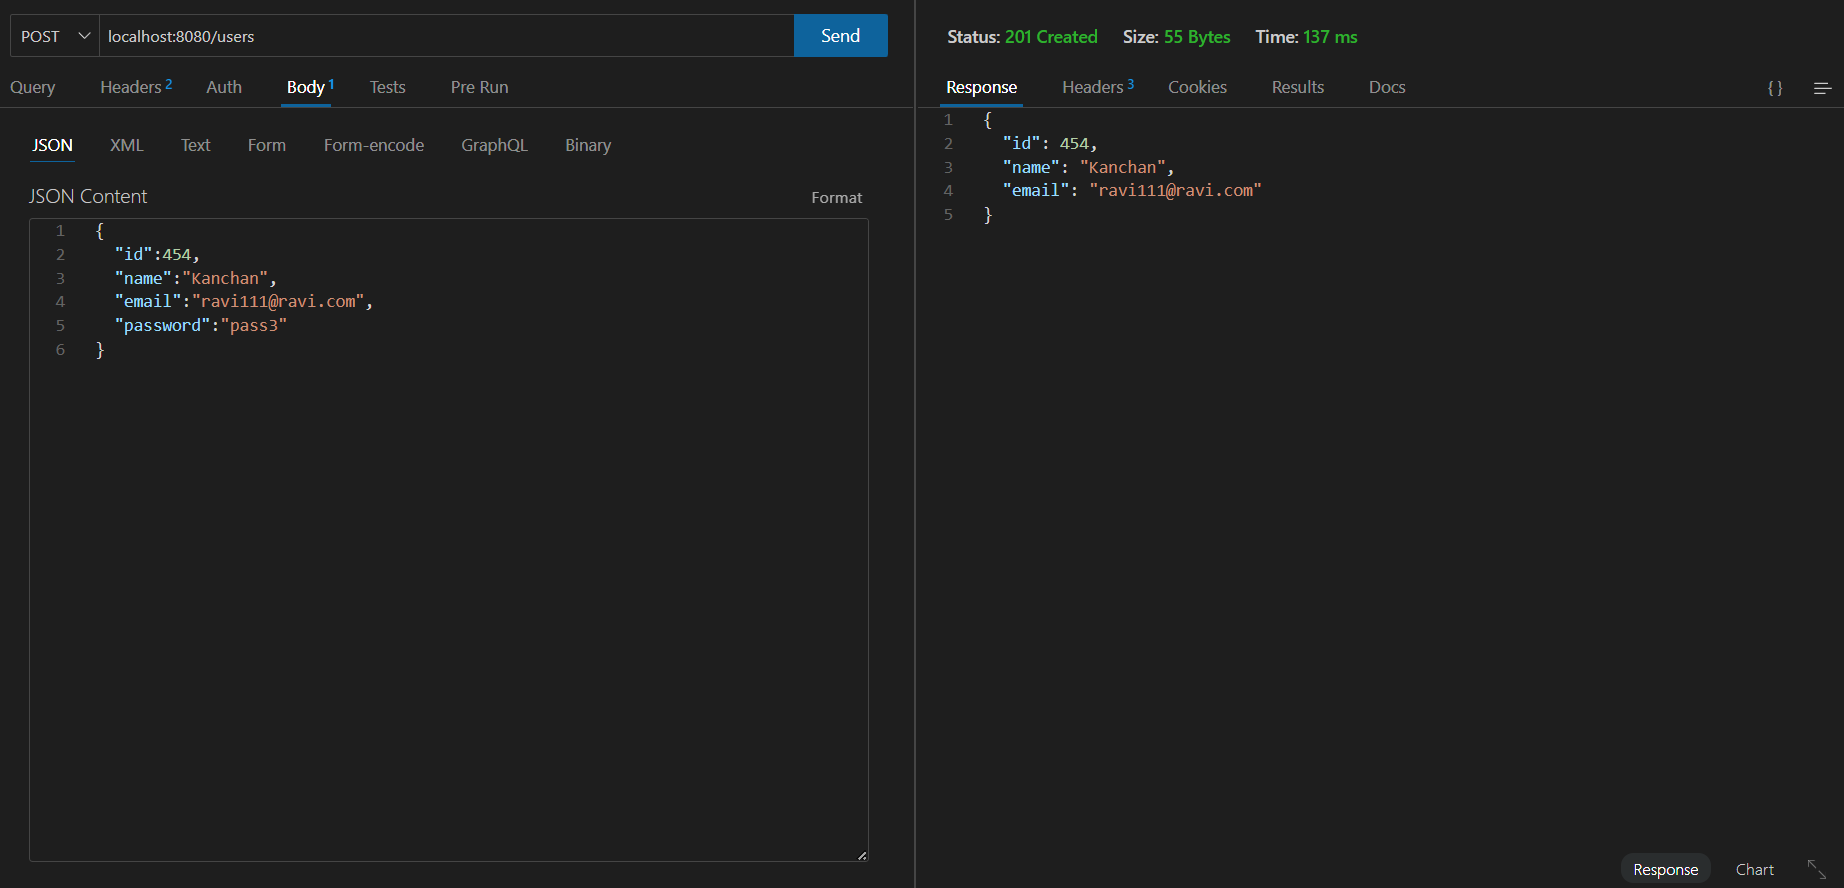 POST localhost:8080/users Send
Query Headers 2 Auth Body 1 Tests Pre Run
JSON XML Text Form Form-encode GraphQL Binary
JSON Content Format
1 {
2 "id":454,
3 "name":"Kanchan",
4 "email":"ravi111@ravi.com",
5 "password":"pass3"
6 }
Status: 201 Created Size: 55 Bytes Time: 137 ms
Response Headers 3 Cookies Results Docs {}
1 {
2 "id": 454,
3 "name": "Kanchan",
4 "email": "ravi111@ravi.com"
5 }
Response Chart